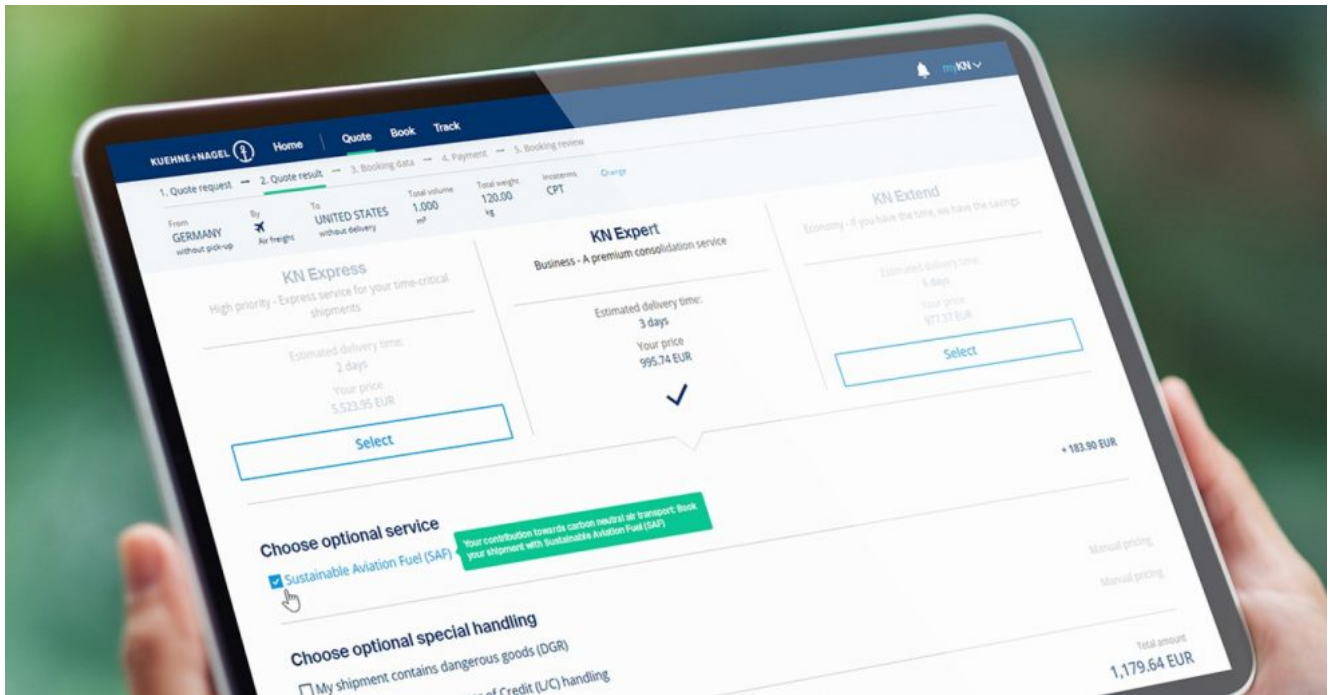 KUEHNE+NAGEL
Home
Quote
Book
Track
myKN
1. Quote request → 2. Quote result → 3. Booking data → 4. Payment → 5. Booking review
From
GERMANY
without pick-up
By
Air freight
To
UNITED STATES
without delivery
Total volume
1.000
m³
Total weight
120.00
kg
Incoterms
CPT
Change
KN Express
High priority - Express service for your time-critical
shipments
Estimated delivery time:
2 days
Your price
5,523.95 EUR
Select
KN Expert
Business - A premium consolidation service
Estimated delivery time:
3 days
Your price
995.74 EUR
KN Extend
Economy - If you have the time, we have the savings
Estimated delivery time:
6 days
Your price
977.37 EUR
Select
Choose optional service
Sustainable Aviation Fuel (SAF)
Your contribution towards carbon neutral air transport: Book
your shipment with Sustainable Aviation Fuel (SAF)
+ 183.90 EUR
Choose optional special handling
My shipment contains dangerous goods (DGR)
Manual pricing
of Credit (L/C) handling
Manual pricing
Total amount
1,179.64 EUR